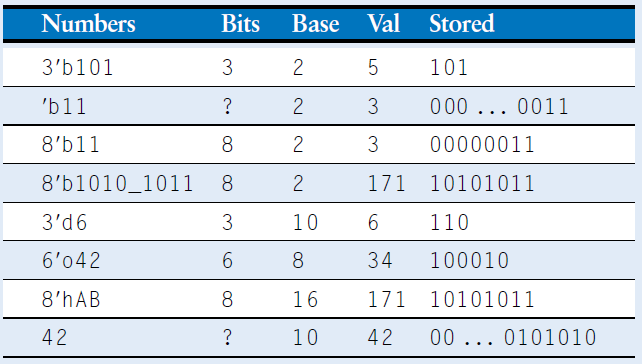 Numbers Bits Base Val Stored
3'b101 3 2 5 101
'b11 ? 2 3 000 ... 0011
8'b11 8 2 3 00000011
8'b1010_1011 8 2 171 10101011
3'd6 3 10 6 110
6'o42 6 8 34 100010
8'hAB 8 16 171 10101011
42 ? 10 42 00 ... 0101010